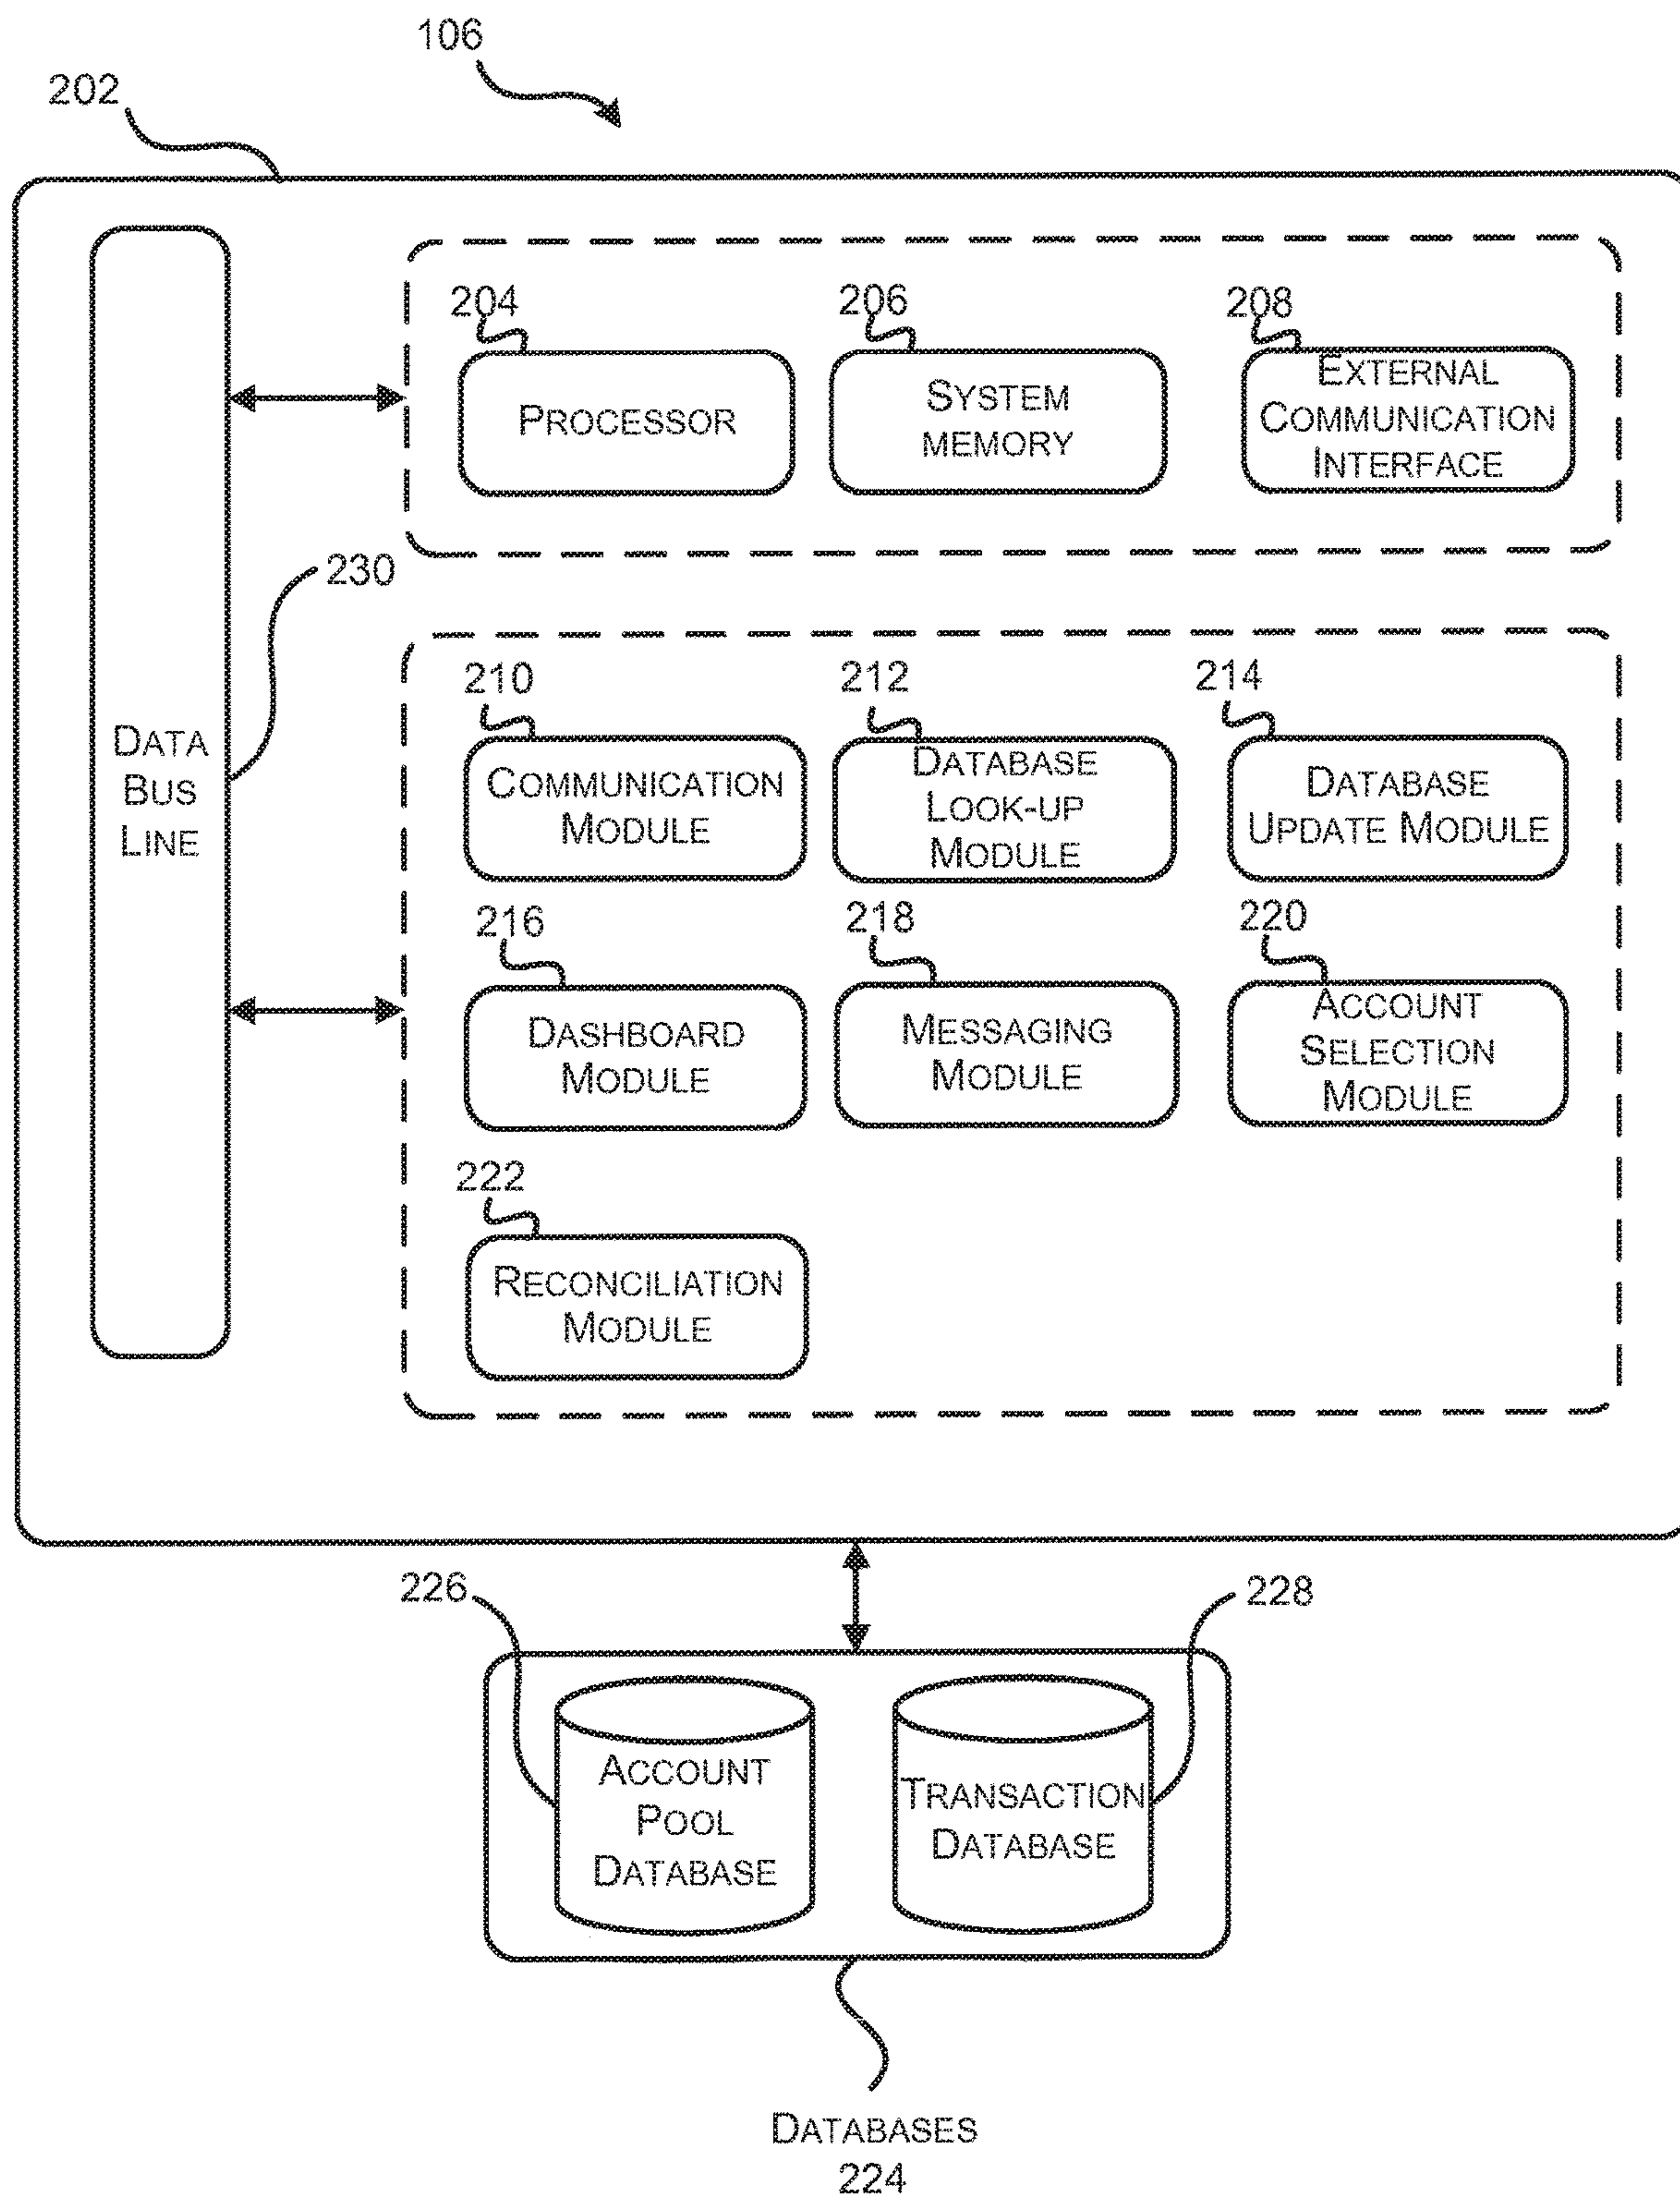 106
202
204
206
208
PROCESSOR
SYSTEM
MEMORY
EXTERNAL
COMMUNICATION
INTERFACE
230
DATA
BUS
LINE
210
212
214
COMMUNICATION
MODULE
DATABASE
LOOK-UP
MODULE
DATABASE
UPDATE MODULE
216
218
220
DASHBOARD
MODULE
MESSAGING
MODULE
ACCOUNT
SELECTION
MODULE
222
RECONCILIATION
MODULE
226
228
ACCOUNT
POOL
DATABASE
TRANSACTION
DATABASE
DATABASES
224